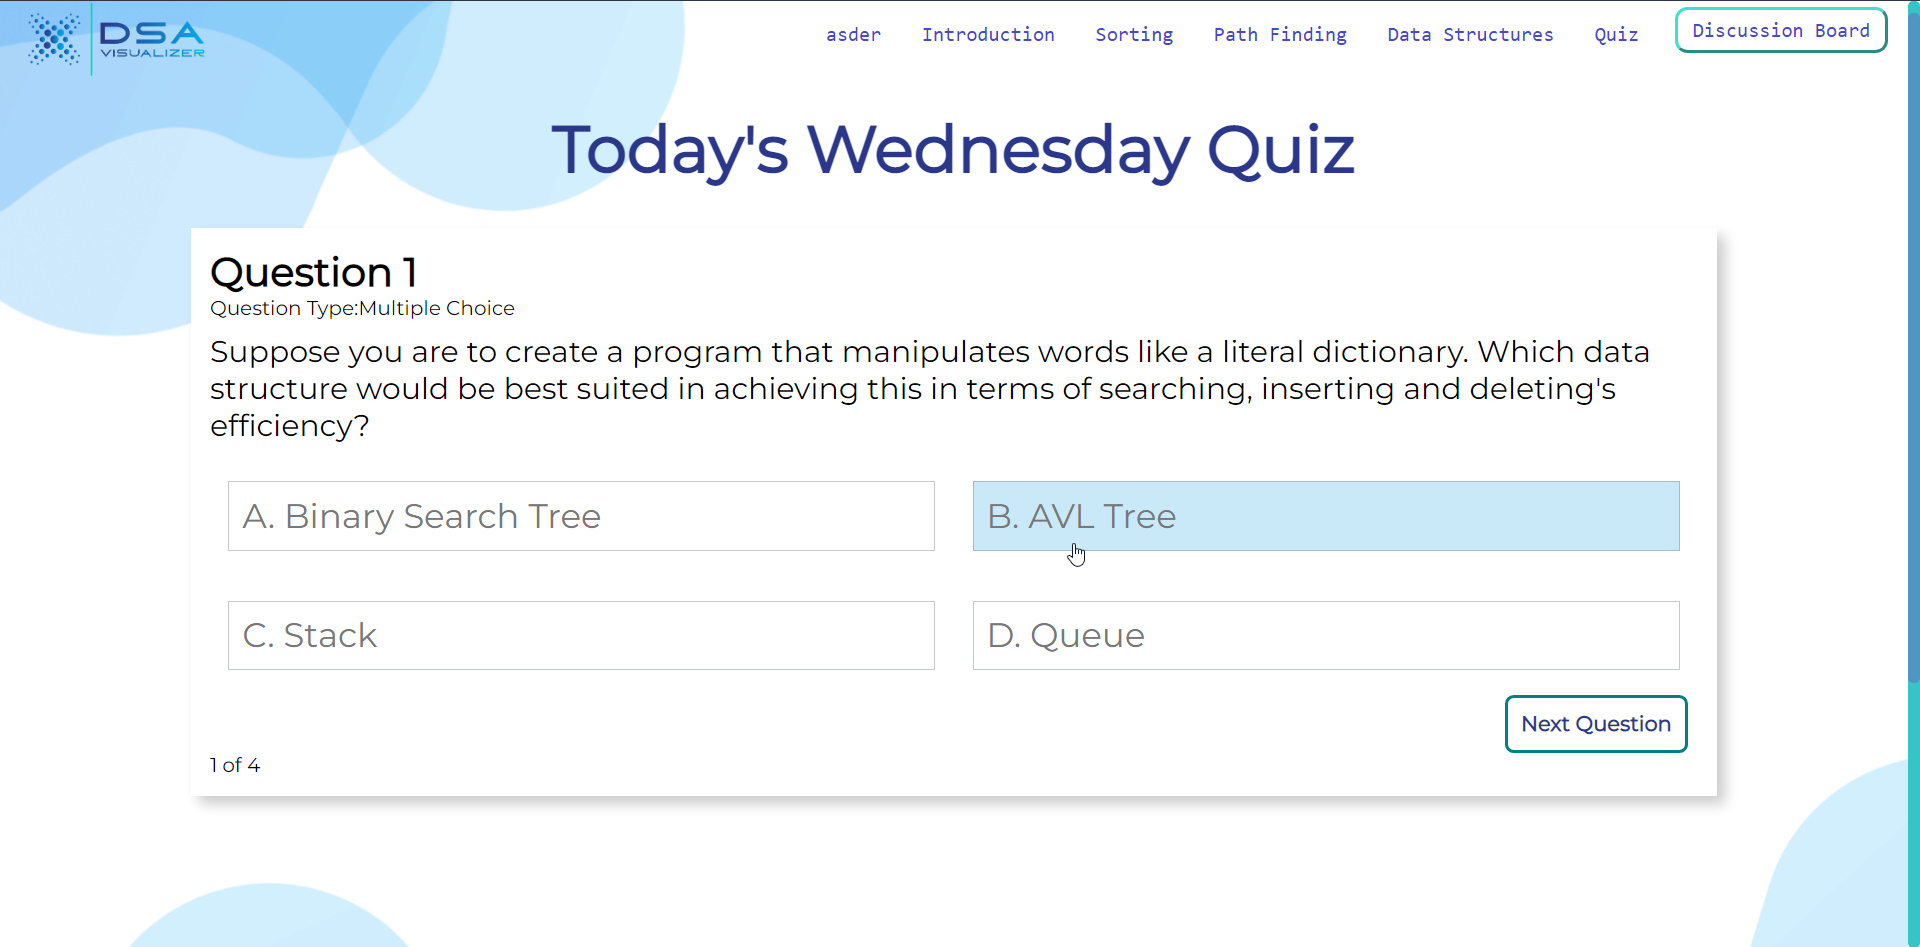 DSA
VISUALIZER
asder Introduction Sorting Path Finding Data Structures Quiz Discussion Board
Today's Wednesday Quiz
Question 1
Question Type:Multiple Choice
Suppose you are to create a program that manipulates words like a literal dictionary. Which data
structure would be best suited in achieving this in terms of searching, inserting and deleting's
efficiency?
A. Binary Search Tree
B. AVL Tree
C. Stack
D. Queue
Next Question
1 of 4